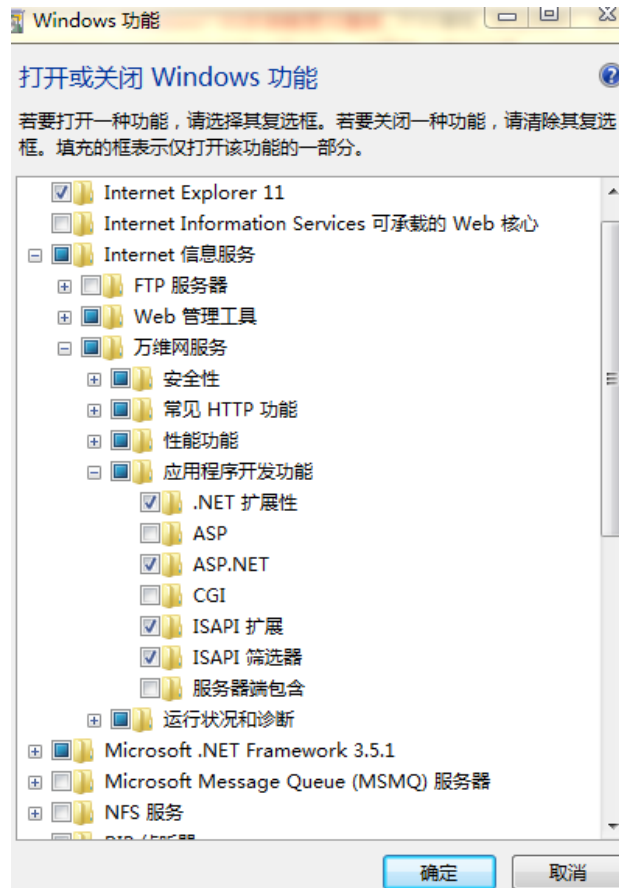 Windows 功能
打开或关闭 Windows 功能
若要打开一种功能，请选择其复选框。若要关闭一种功能，请清除其复选
框。填充的框表示仅打开该功能的一部分。
Internet Explorer 11
Internet Information Services 可承载的 Web 核心
Internet 信息服务
FTP 服务器
Web 管理工具
万维网服务
安全性
常见 HTTP 功能
性能功能
应用程序开发功能
.NET 扩展性
ASP
ASP.NET
CGI
ISAPI 扩展
ISAPI 筛选器
服务器端包含
运行状况和诊断
Microsoft .NET Framework 3.5.1
Microsoft Message Queue (MSMQ) 服务器
NFS 服务
确定
取消